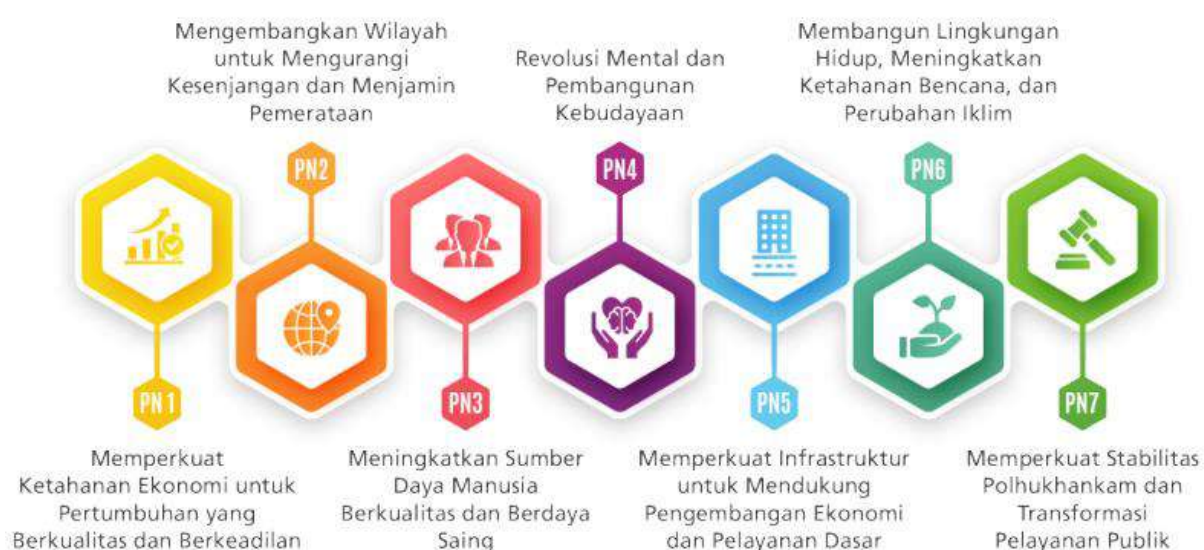 Mengembangkan Wilayah
untuk Mengurangi
Kesenjangan dan Menjamin
Pemerataan
Revolusi Mental dan
Pembangunan
Kebudayaan
Membangun Lingkungan
Hidup, Meningkatkan
Ketahanan Bencana, dan
Perubahan Iklim
PN2
PN4
PN6
PN1
PN3
PN5
PN7
Memperkuat
Ketahanan Ekonomi untuk
Pertumbuhan yang
Berkualitas dan Berkeadilan
Meningkatkan Sumber
Daya Manusia
Berkualitas dan Berdaya
Saing
Memperkuat Infrastruktur
untuk Mendukung
Pengembangan Ekonomi
dan Pelayanan Dasar
Memperkuat Stabilitas
Polhukhankam dan
Transformasi
Pelayanan Publik